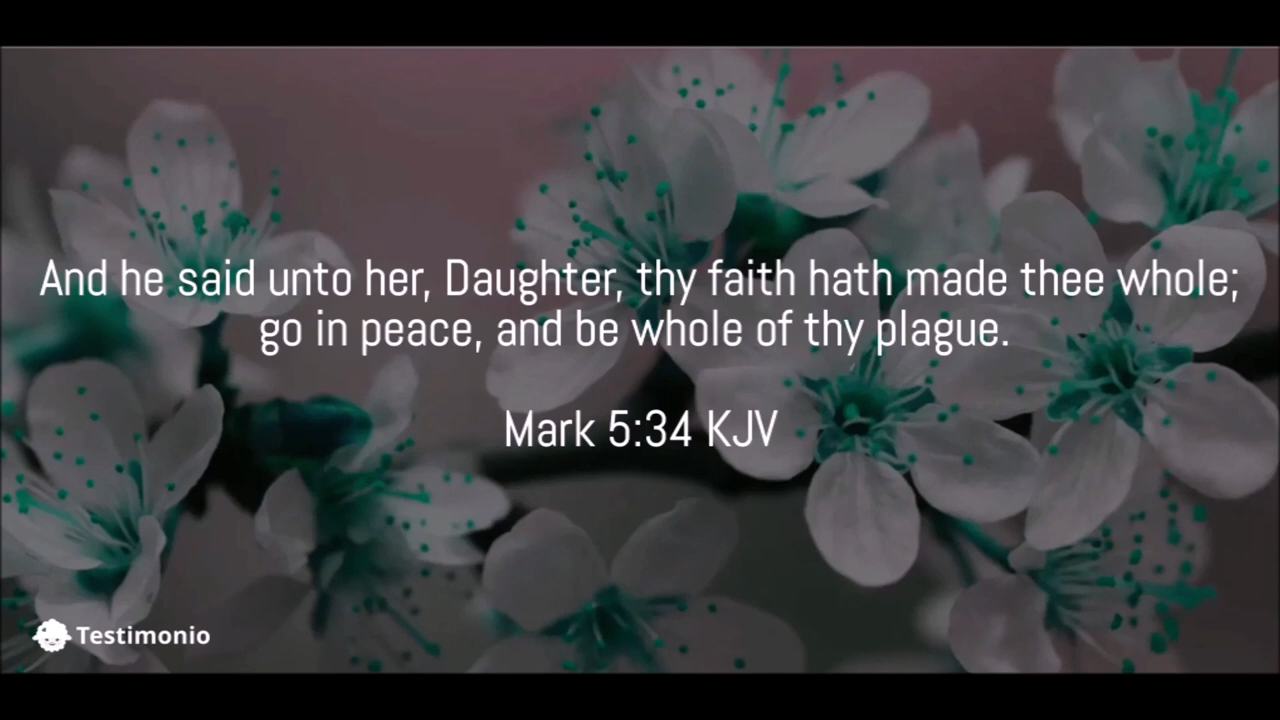 And he said unto her, Daughter, thy faith hath made thee whole;
go in peace, and be whole of thy plague.
Mark 5:34 KJV
Testimonio